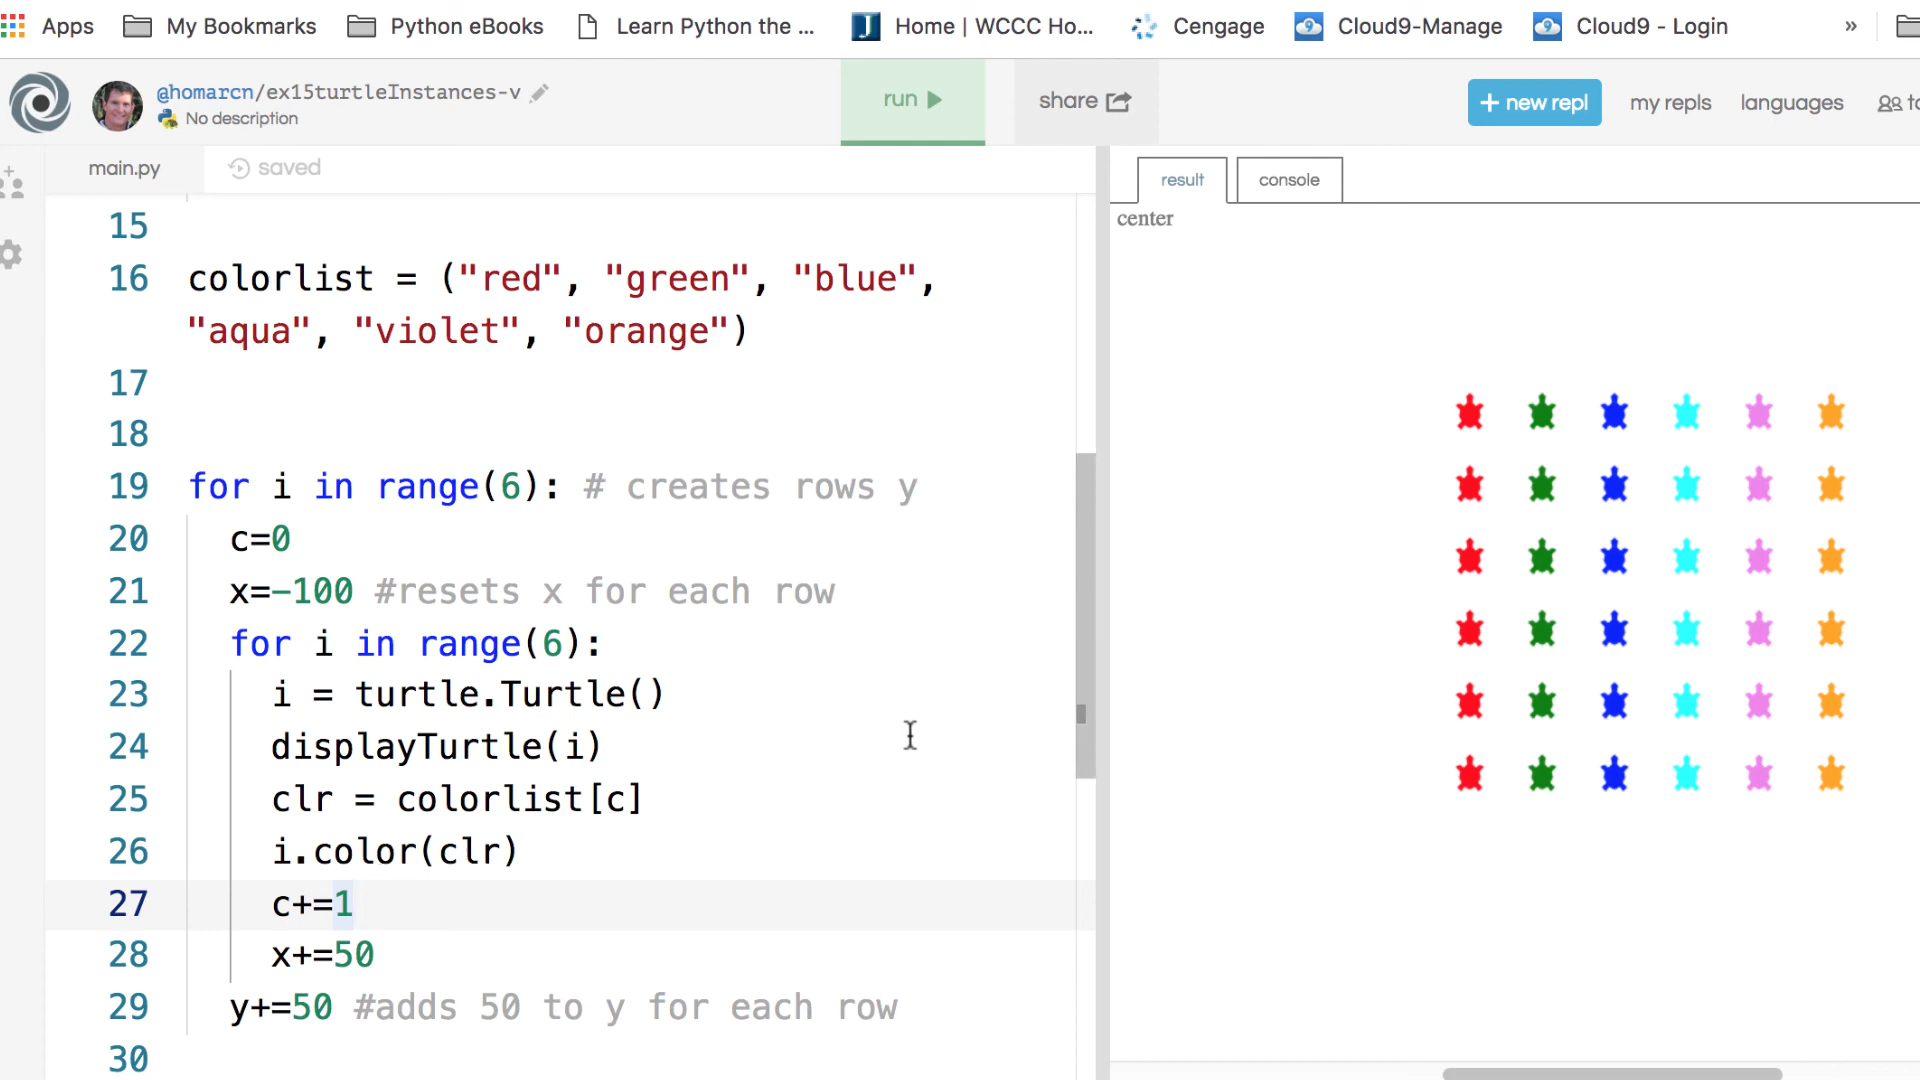 Apps My Bookmarks Python eBooks Learn Python the ... Home | WCCC Ho... Cengage Cloud9-Manage Cloud9 - Login »
@homarcn/ex15turtleInstances-v
No description
run share + new repl my repls languages
main.py saved
result console
center
15
16 colorlist = ("red", "green", "blue",
"aqua", "violet", "orange")
17
18
19 for i in range(6): # creates rows y
20 c=0
21 x=-100 #resets x for each row
22 for i in range(6):
23 i = turtle.Turtle()
24 displayTurtle(i)
25 clr = colorlist[c]
26 i.color(clr)
27 c+=1
28 x+=50
29 y+=50 #adds 50 to y for each row
30